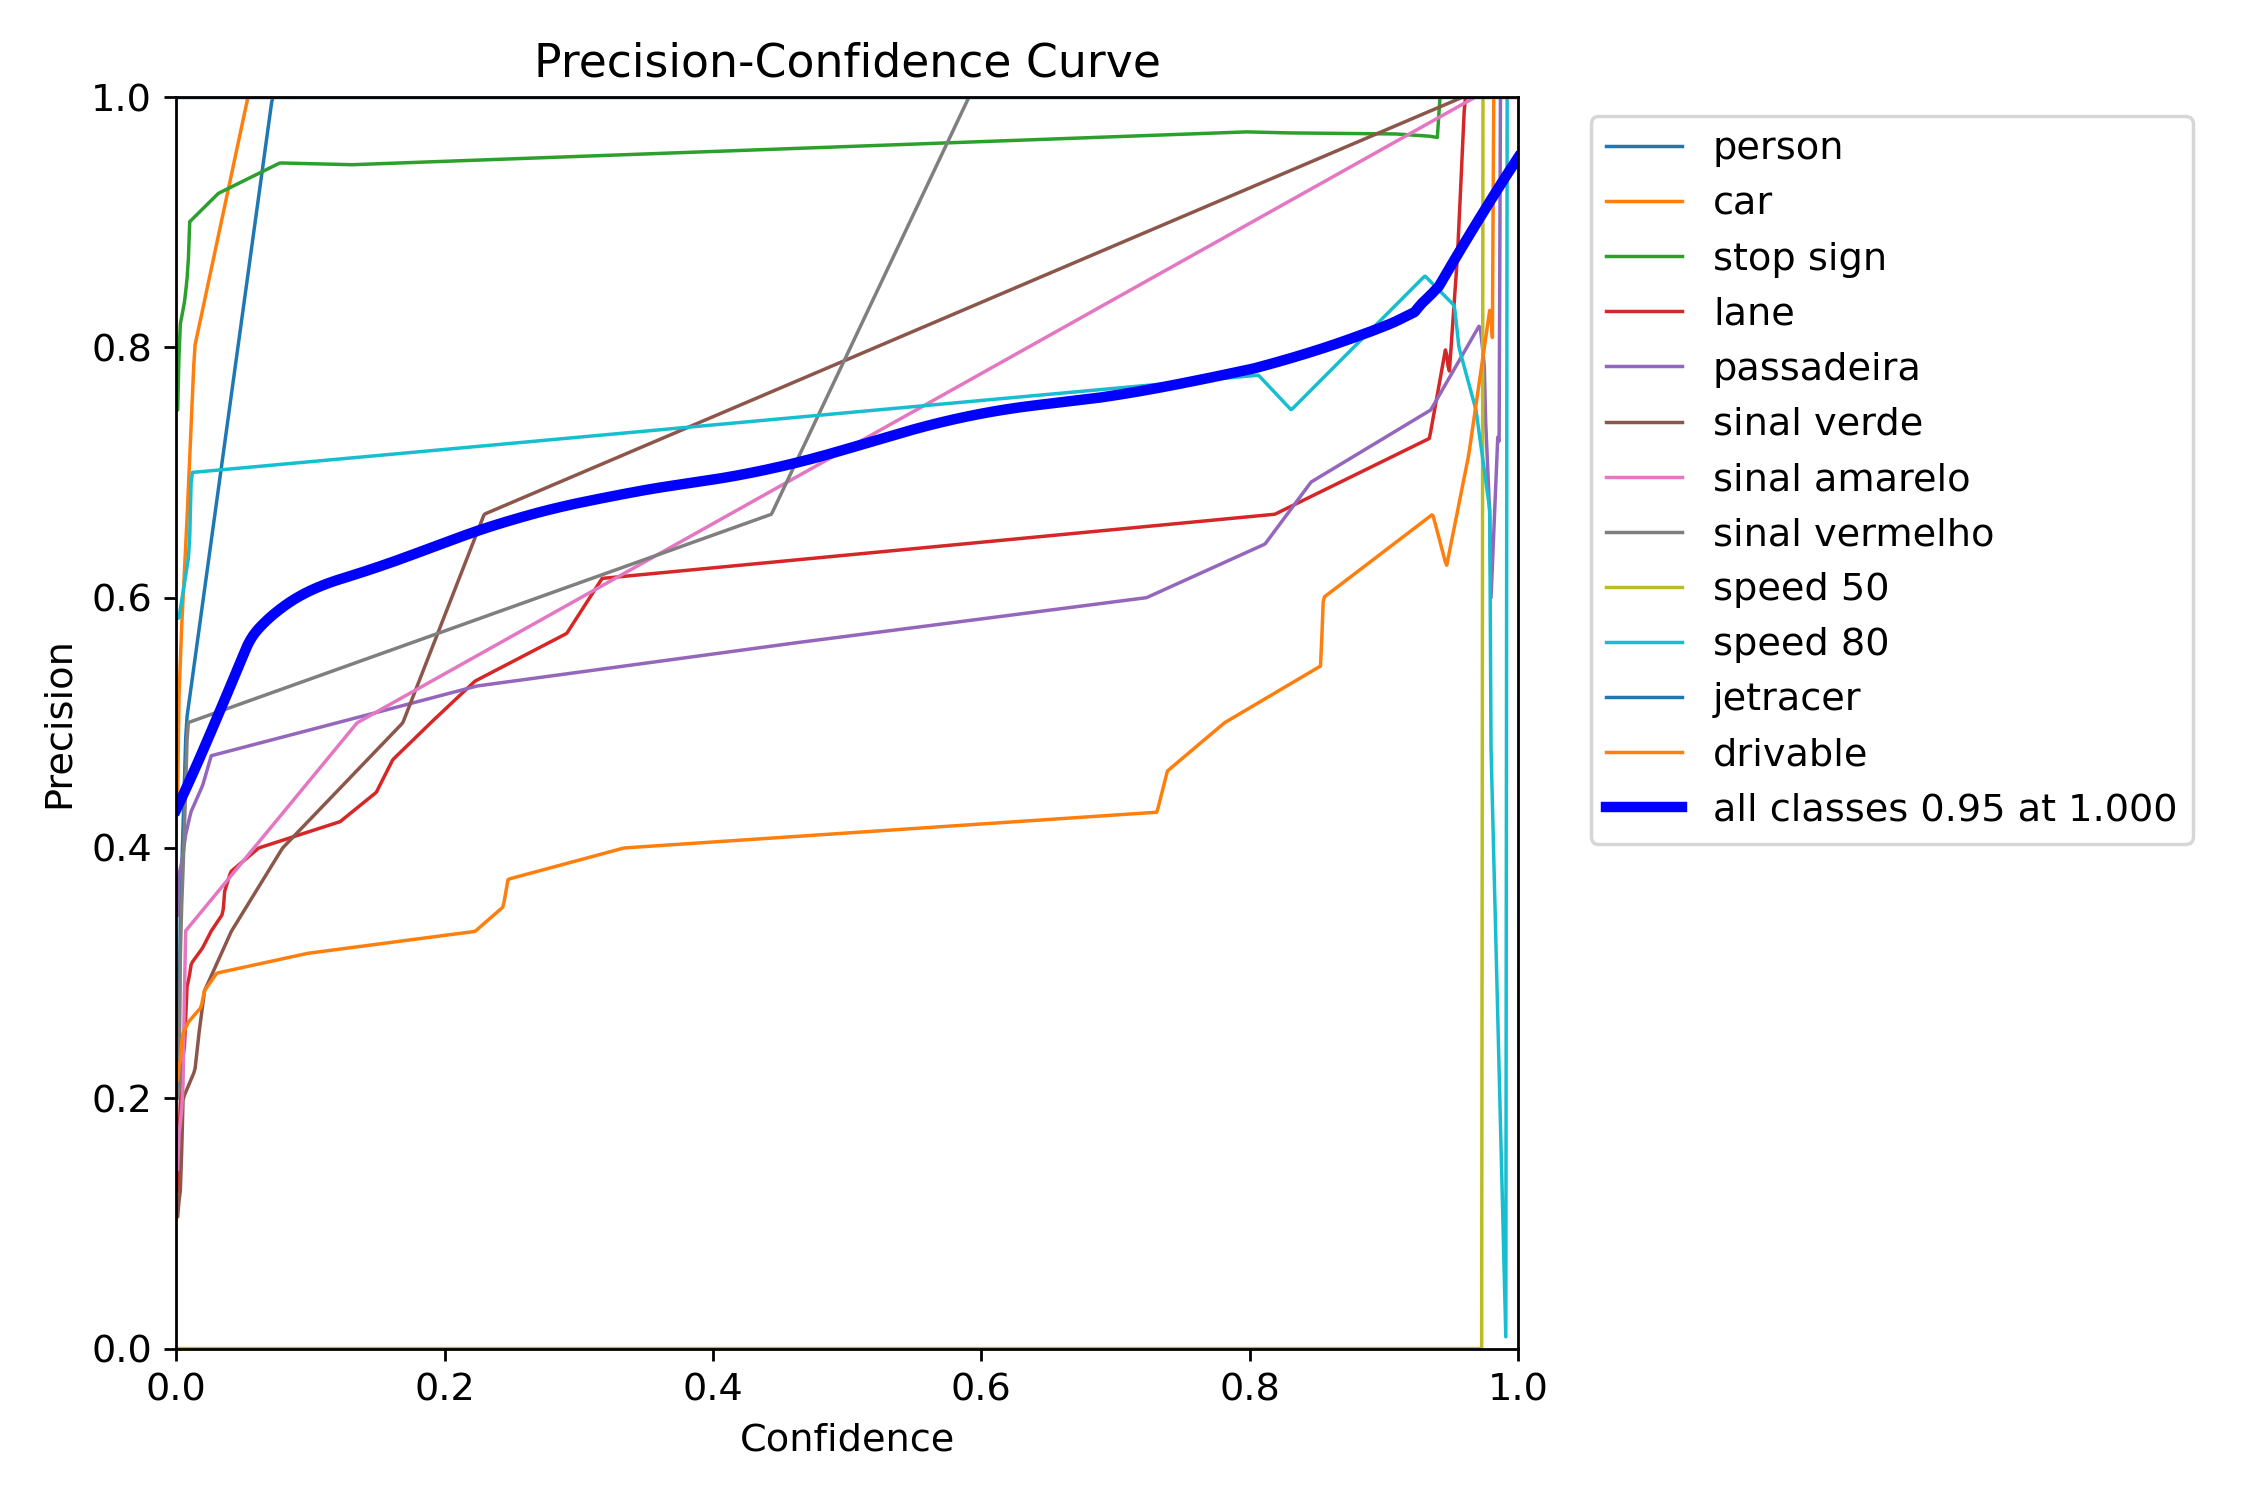 Precision-Confidence Curve
1.0
0.8
0.6
0.4
0.2
0.0
Precision
0.0 0.2 0.4 0.6 0.8 1.0
Confidence
person
car
stop sign
lane
passadeira
sinal verde
sinal amarelo
sinal vermelho
speed 50
speed 80
jetracer
drivable
all classes 0.95 at 1.000